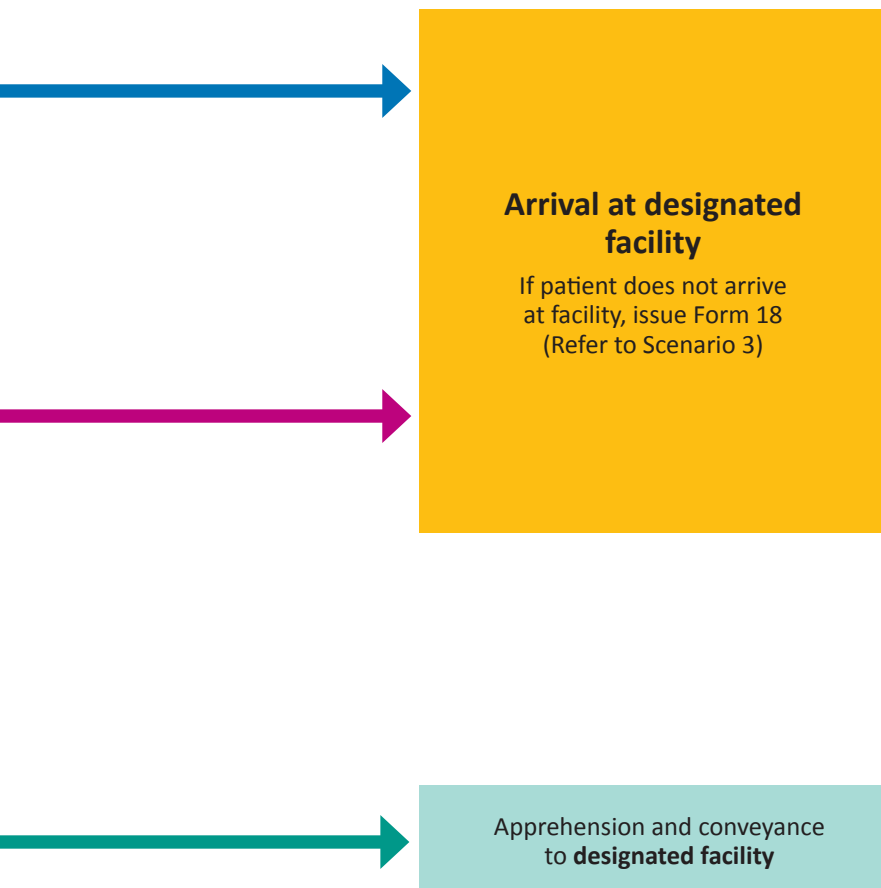 Arrival at designated
facility
If patient does not arrive
at facility, issue Form 18
(Refer to Scenario 3)
Apprehension and conveyance
to designated facility